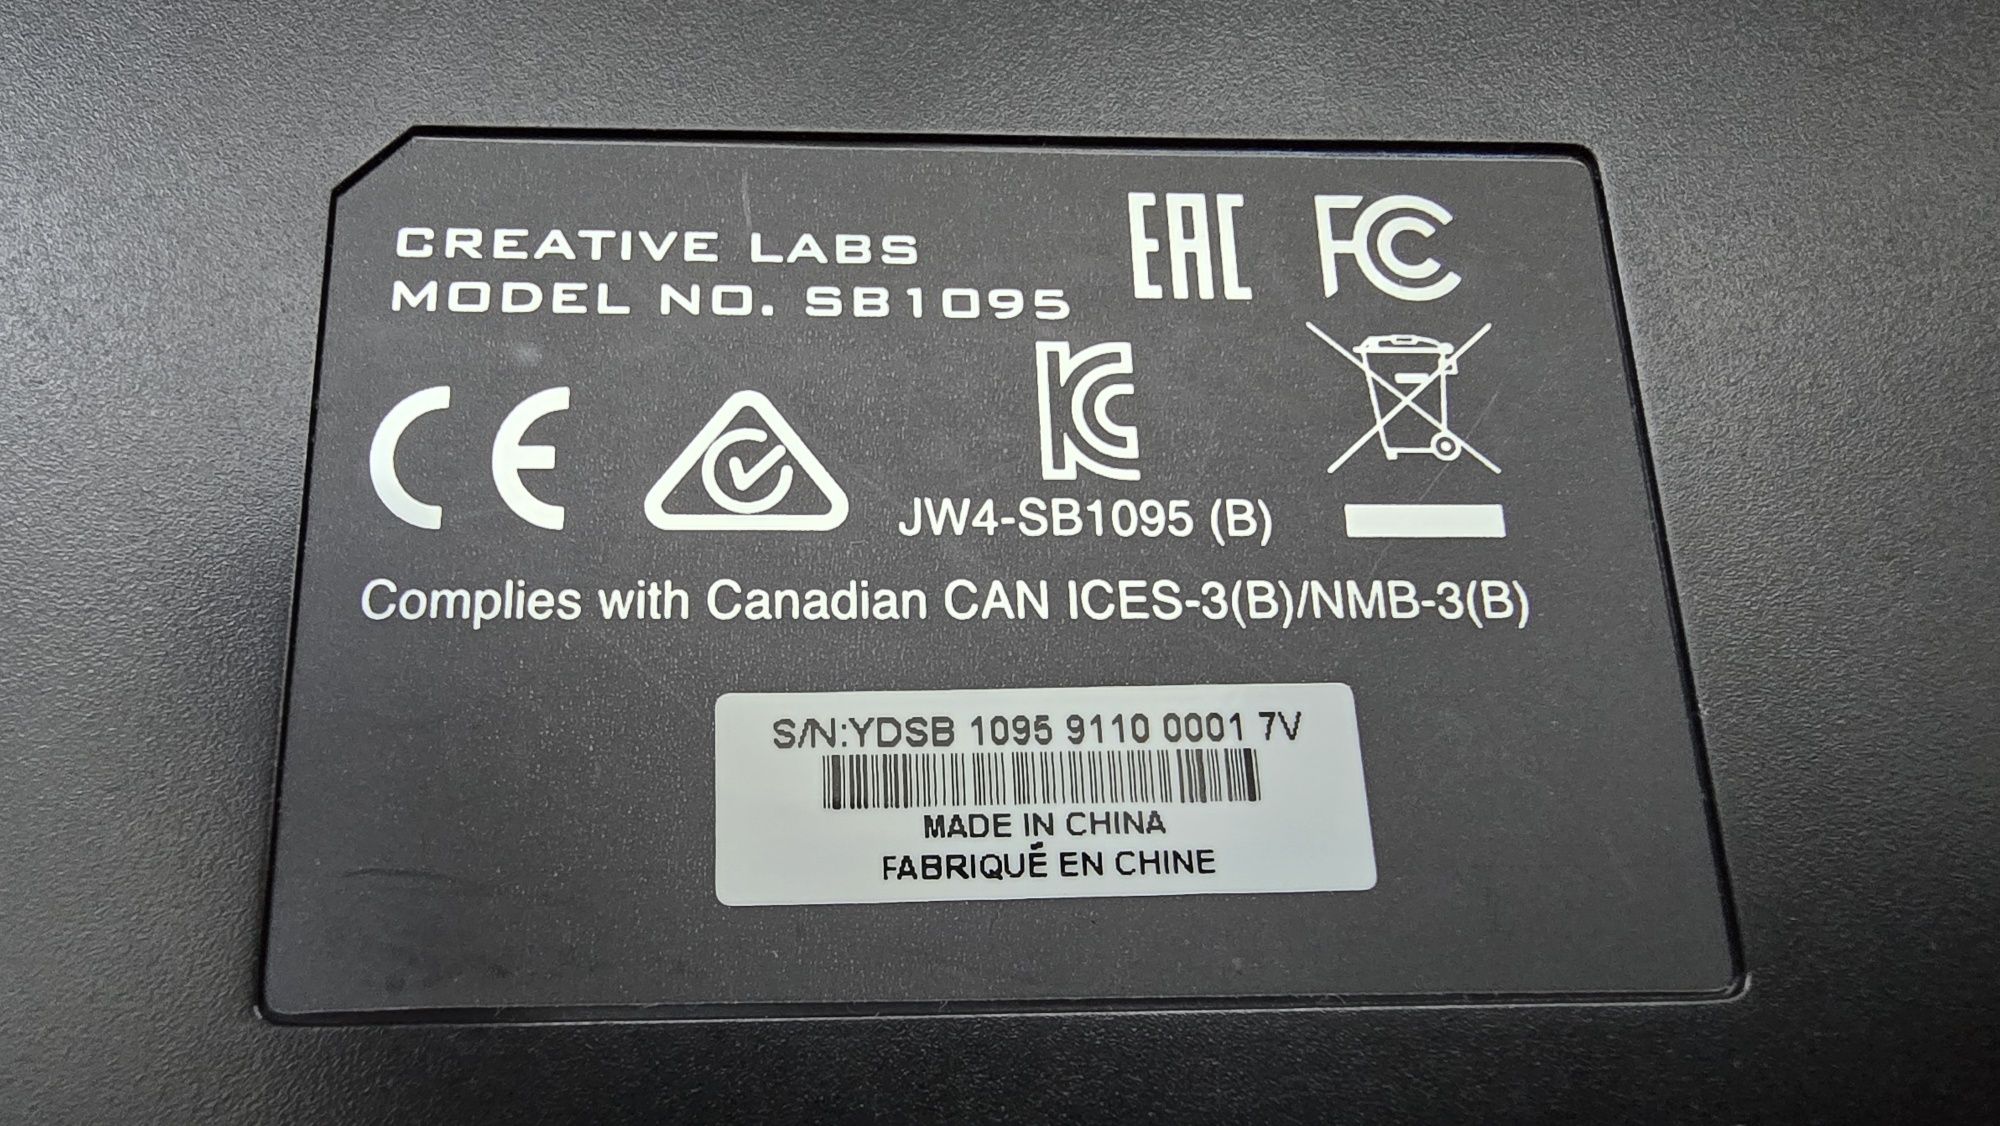 CREATIVE LABS
MODEL NO. SB1095
EAC FC
CE
KC
JW4-SB1095 (B)
Complies with Canadian CAN ICES-3(B)/NMB-3(B)
S/N:YDSB 1095 9110 0001 7V
MADE IN CHINA
FABRIQUÉ EN CHINE